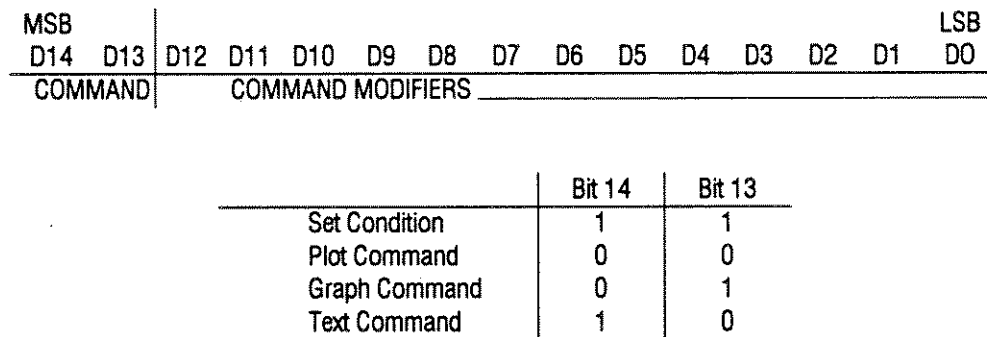 MSB LSB
D14 D13 D12 D11 D10 D9 D8 D7 D6 D5 D4 D3 D2 D1 D0
COMMAND COMMAND MODIFIERS
Bit 14 Bit 13
Set Condition 1 1
Plot Command 0 0
Graph Command 0 1
Text Command 1 0